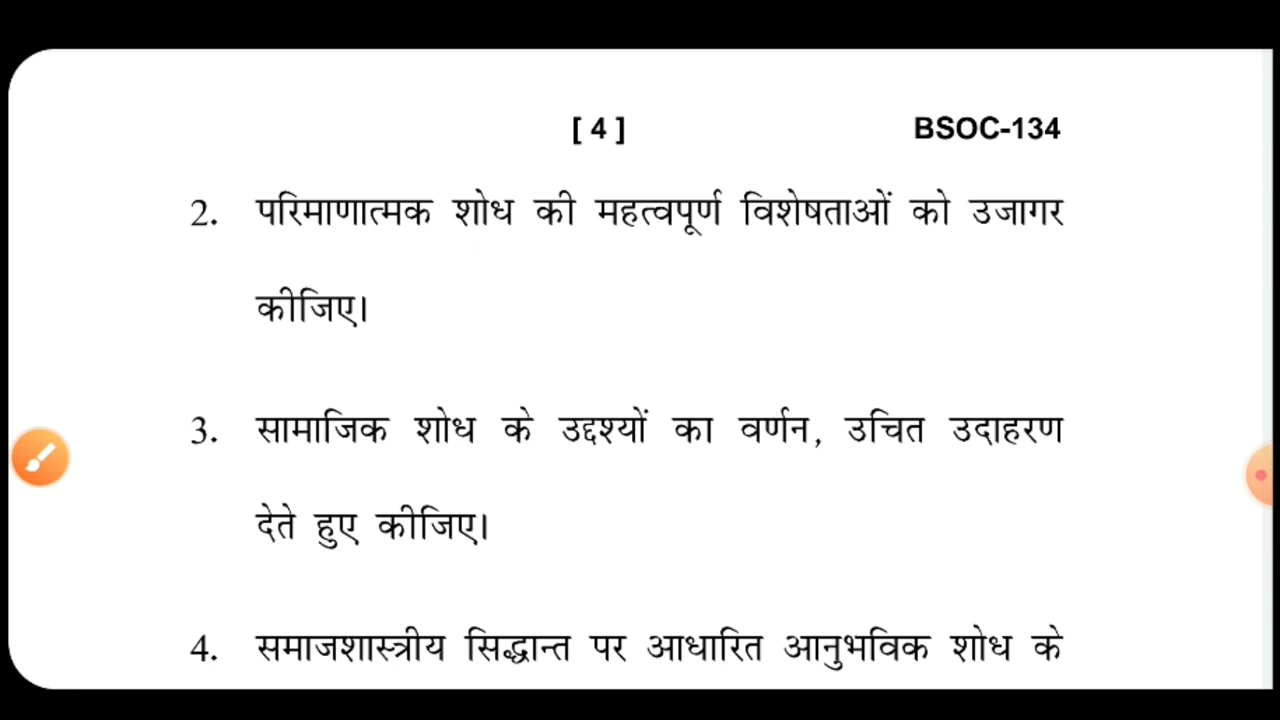 [ 4 ] BSOC-134
2. परिमाणात्मक शोध की महत्वपूर्ण विशेषताओं को उजागर
कीजिए।
3. सामाजिक शोध के उद्दश्यों का वर्णन, उचित उदाहरण
देते हुए कीजिए।
4. समाजशास्त्रीय सिद्धान्त पर आधारित आनुभविक शोध के